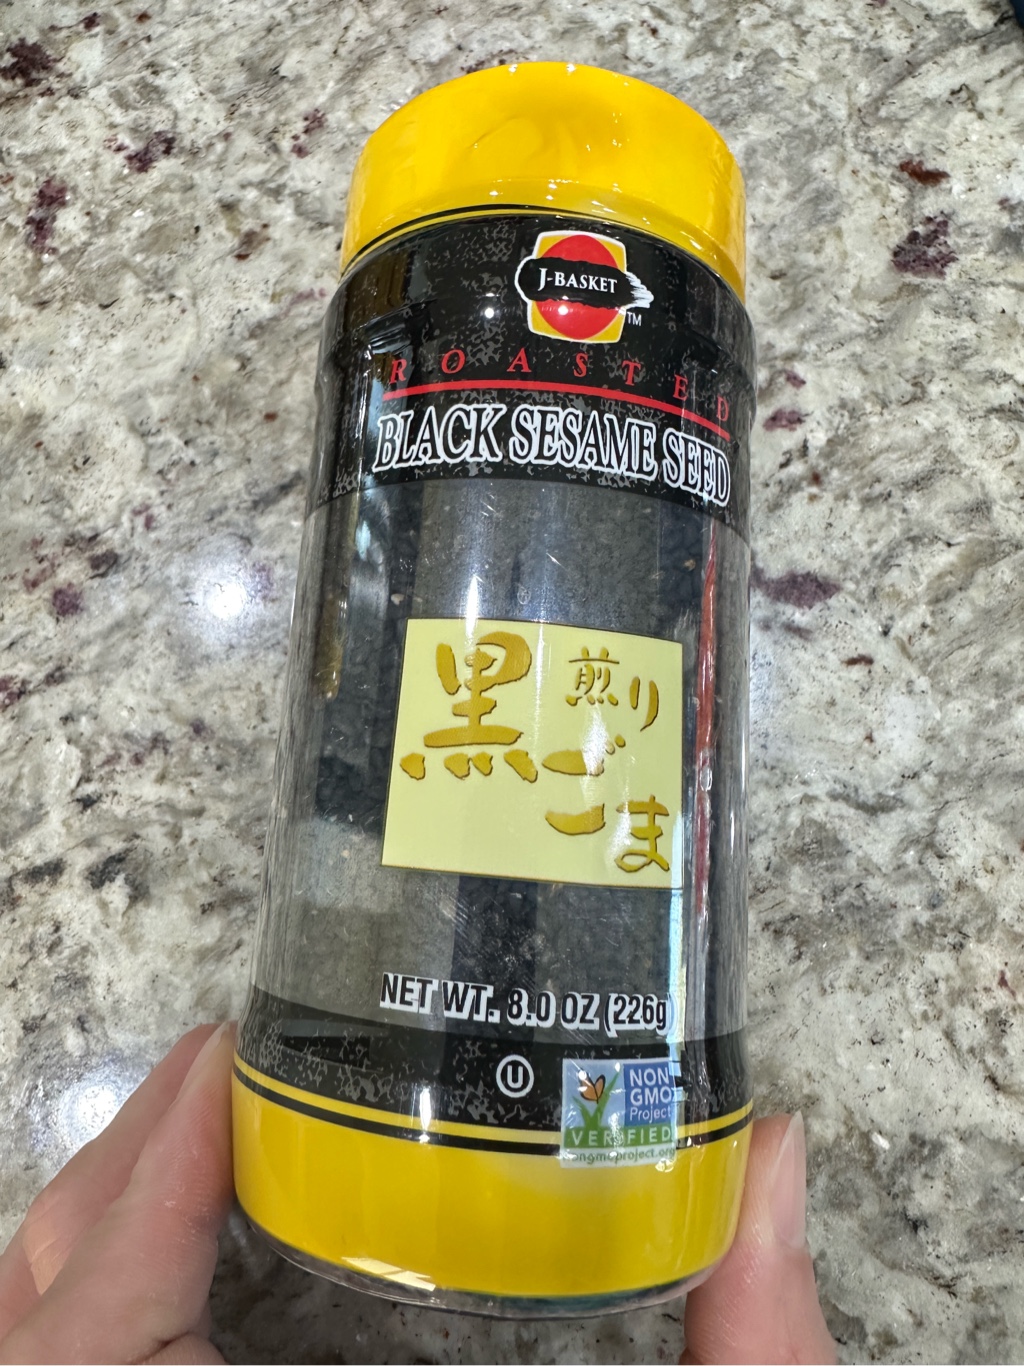 J-BASKET
TM
ROASTED
BLACK SESAME SEED
煎り
黒ごま
NET WT. 8.0 OZ (226g)
U
NON
GMO
Project
VERIFIED
nongmoproject.org